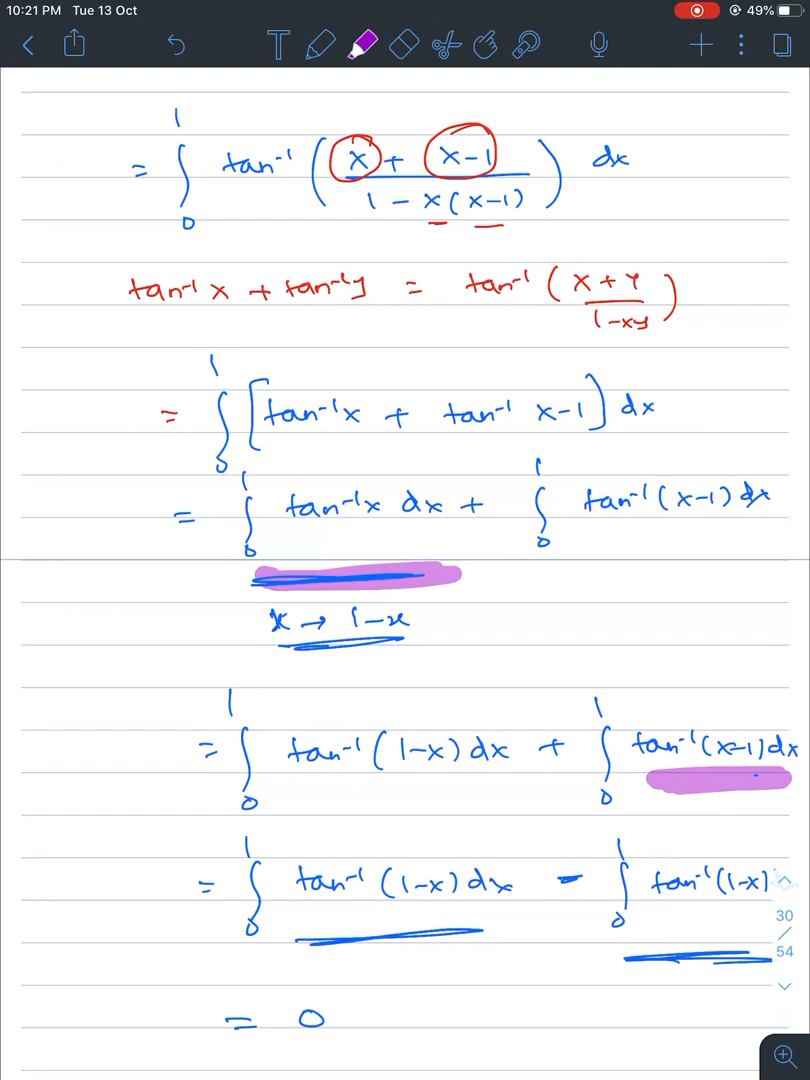 10:21 PM Tue 13 Oct 49%
= ∫₀¹ tan⁻¹ ( (x + x-1) / (1 - x(x-1)) ) dx
tan⁻¹ x + tan⁻¹ y = tan⁻¹ ( (x + y) / (1-xy) )
= ∫₀¹ [tan⁻¹x + tan⁻¹ x-1] dx
= ∫₀¹ tan⁻¹x dx + ∫₀¹ tan⁻¹(x-1) dx
x → 1-x
= ∫₀¹ tan⁻¹(1-x) dx + ∫₀¹ tan⁻¹(x-1) dx
= ∫₀¹ tan⁻¹(1-x) dx - ∫₀¹ tan⁻¹(1-x)
30
/
54
= 0